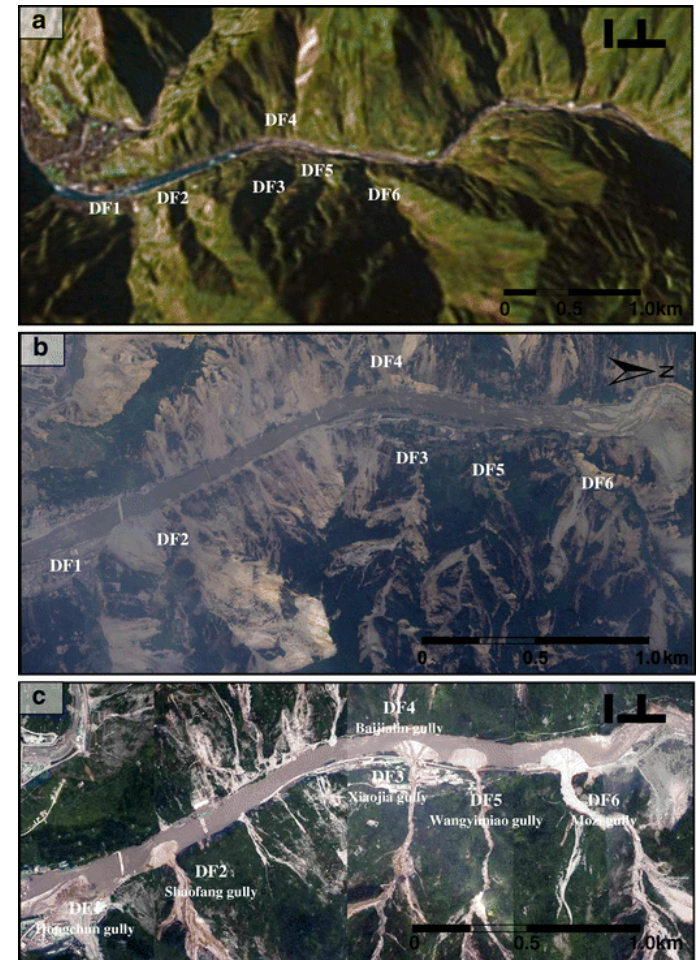 a
DF4
DF5
DF1
DF2
DF3
DF6
0
0.5
1.0km
b
DF4
N
DF3
DF5
DF6
DF2
DF1
0
0.5
1.0km
c
DF4
Baijialin gully
DF3
Xiaojia gully
DF5
Wangyimiao gully
DF6
Mozi gully
DF2
Shaofang gully
DF1
Hongchun gully
0
0.5
1.0km